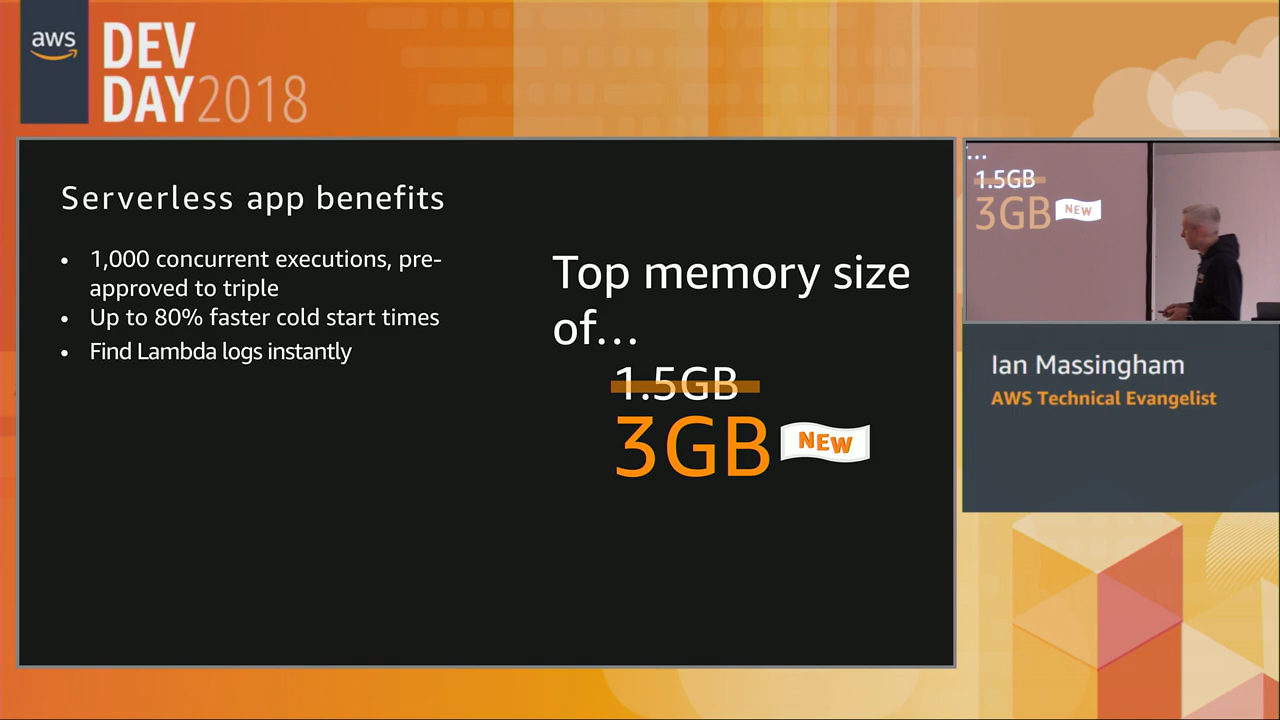 aws
DEV
DAY2018
Serverless app benefits
• 1,000 concurrent executions, pre-
approved to triple
• Up to 80% faster cold start times
• Find Lambda logs instantly
Top memory size
of...
1.5GB
3GB NEW
...
1.5GB
3GB NEW
Ian Massingham
AWS Technical Evangelist